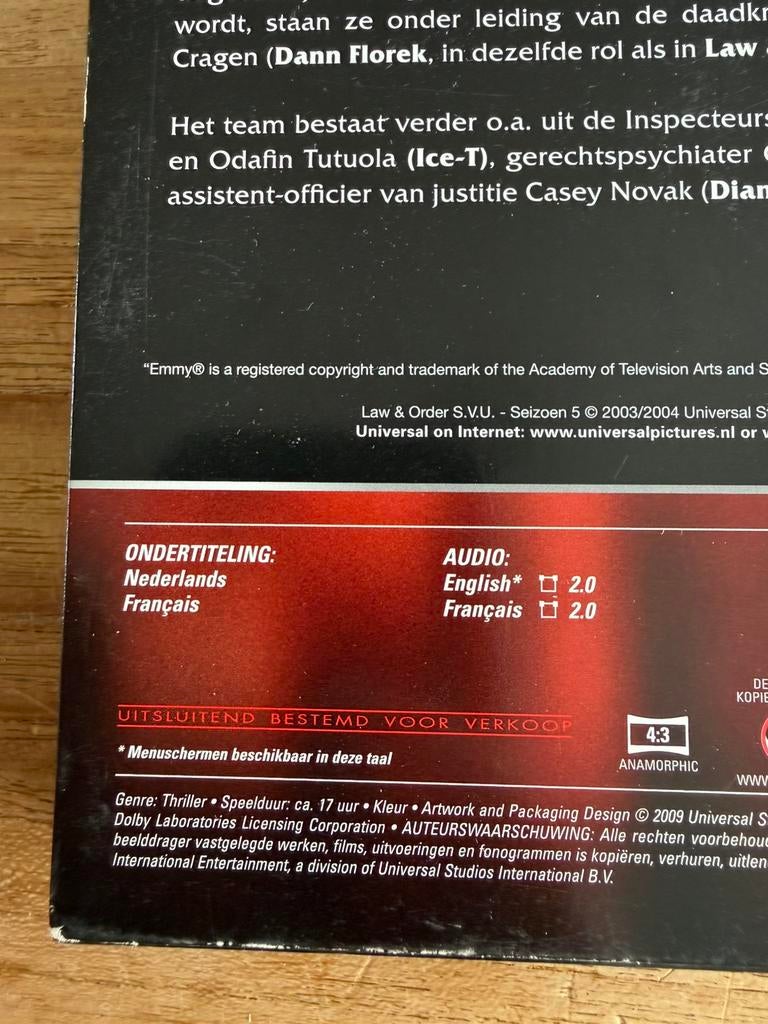 wordt, staan ze onder leiding van de
Cragen (Dann Florek, in dezelfde rol als in Law
Het team bestaat verder o.a. uit de Inspecteurs
en Odafin Tutuola (Ice-T), gerechtspsychiater
assistent-officier van justitie Casey Novak (Dian
"Emmy® is a registered copyright and trademark of the Academy of Television Arts and S
Law & Order S.V.U. - Seizoen 5 © 2003/2004 Universal S
Universal on Internet: www.universalpictures.nl or
ONDERTITELING:
Nederlands
Français
AUDIO:
English* 2.0
Français 2.0
DE
KOPIE
UITSLUITEND BESTEMD VOOR VERKOOP
4:3
ANAMORPHIC
* Menuschermen beschikbaar in deze taal
WWW
Genre: Thriller • Speelduur: ca. 17 uur • Kleur • Artwork and Packaging Design © 2009 Universal S
Dolby Laboratories Licensing Corporation • AUTEURSWAARSCHUWING: Alle rechten voorbehou
beelddrager vastgelegde werken, films, uitvoeringen en fonogrammen is kopiëren, verhuren, uitlen
International Entertainment, a division of Universal Studios International B.V.